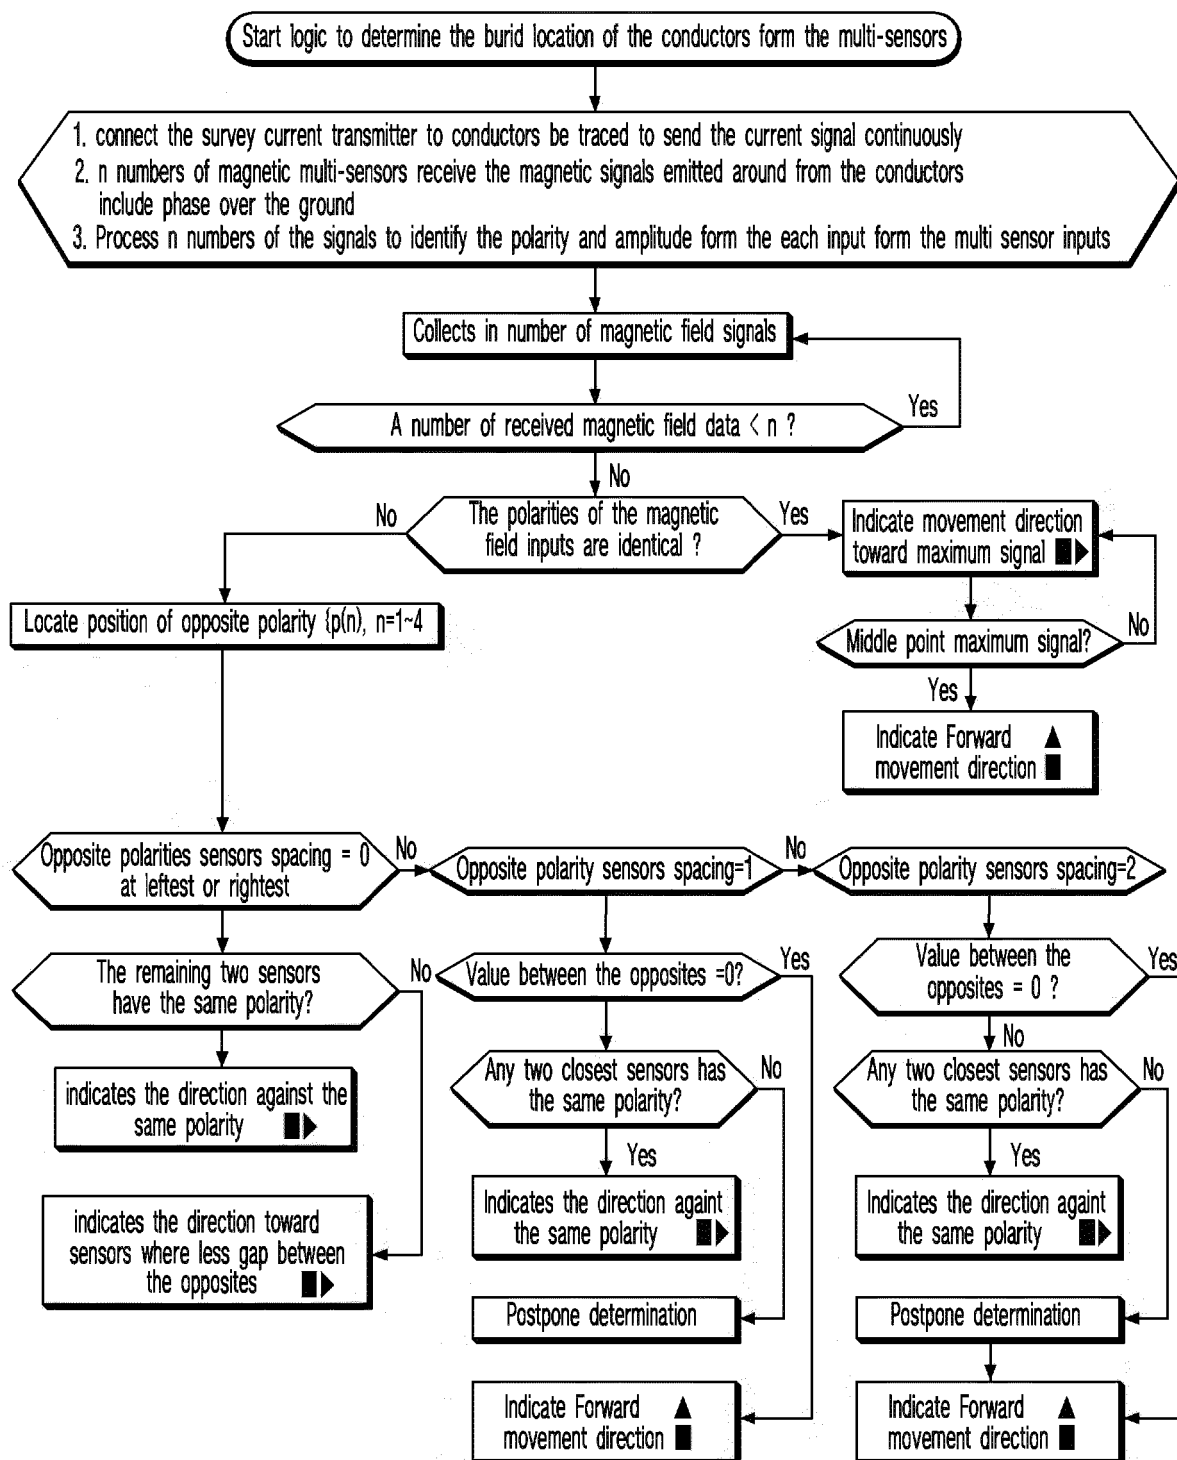 Start logic to determine the burid location of the conductors form the multi-sensors
1. connect the survey current transmitter to conductors be traced to send the current signal continuously
2. n numbers of magnetic multi-sensors receive the magnetic signals emitted around from the conductors
include phase over the ground
3. Process n numbers of the signals to identify the polarity and amplitude form the each input form the multi sensor inputs
Collects in number of magnetic field signals
A number of received magnetic field data < n ?
Yes
No
The polarities of the magnetic
field inputs are identical ?
No
Yes
Indicate movement direction
toward maximum signal
Locate position of opposite polarity {p(n), n=1~4
Middle point maximum signal?
No
Yes
Indicate Forward
movement direction
Opposite polarities sensors spacing = 0
at leftest or rightest
No
Opposite polarity sensors spacing=1
No
Opposite polarity sensors spacing=2
The remaining two sensors
have the same polarity?
No
Value between the opposites =0?
Yes
Value between the
opposites = 0 ?
Yes
No
indicates the direction against the
same polarity
Any two closest sensors has
the same polarity?
No
Yes
Any two closest sensors has
the same polarity?
No
Yes
indicates the direction toward
sensors where less gap between
the opposites
Indicates the direction againt
the same polarity
Indicates the direction againt
the same polarity
Postpone determination
Postpone determination
Indicate Forward
movement direction
Indicate Forward
movement direction